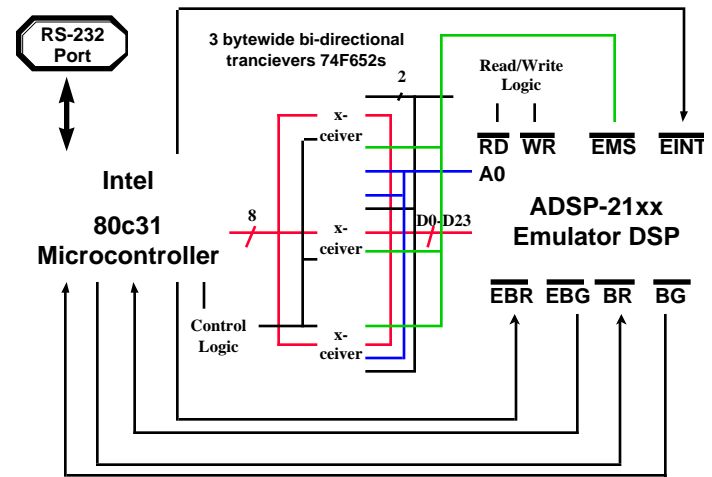 RS-232
Port
3 bytewide bi-directional
trancievers 74F652s
2
Read/Write
Logic
x-
ceiver
RD WR EMS EINT
A0
Intel
80c31
Microcontroller
8
x-
ceiver
D0-D23
ADSP-21xx
Emulator DSP
EBR EBG BR BG
Control
Logic
x-
ceiver